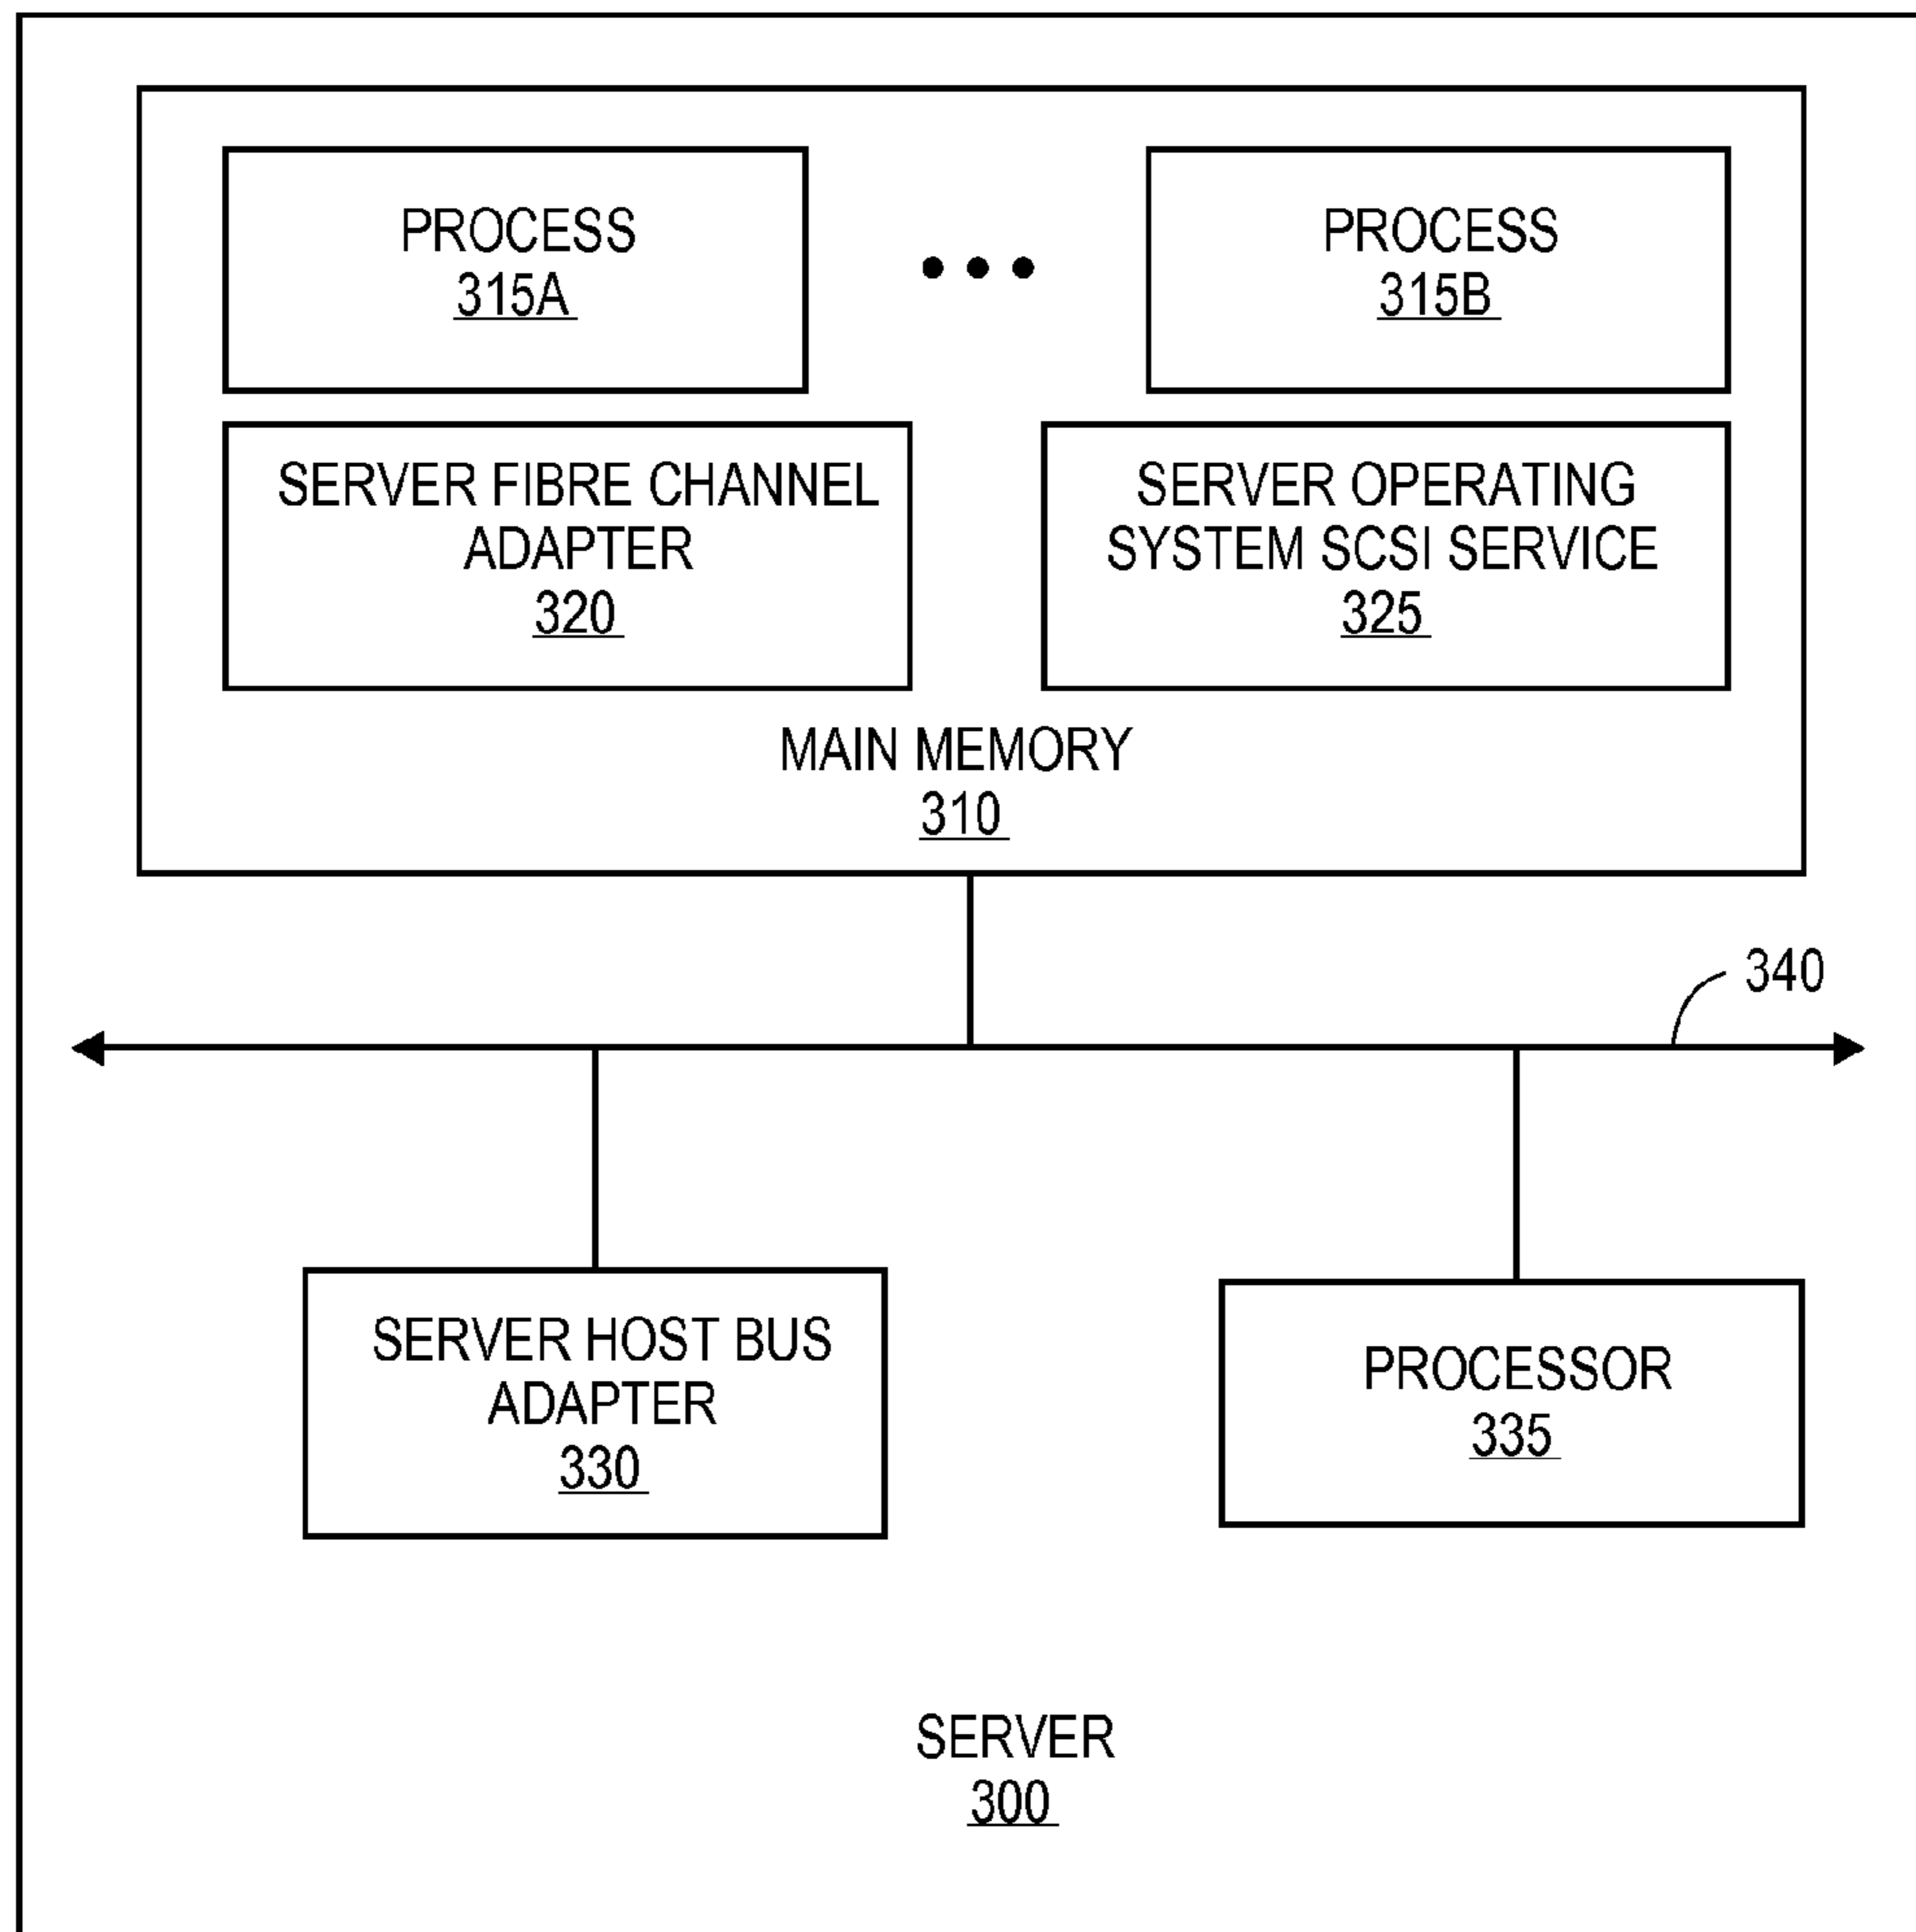 PROCESS
315A
PROCESS
315B
SERVER FIBRE CHANNEL
ADAPTER
320
SERVER OPERATING
SYSTEM SCSI SERVICE
325
MAIN MEMORY
310
340
SERVER HOST BUS
ADAPTER
330
PROCESSOR
335
SERVER
300